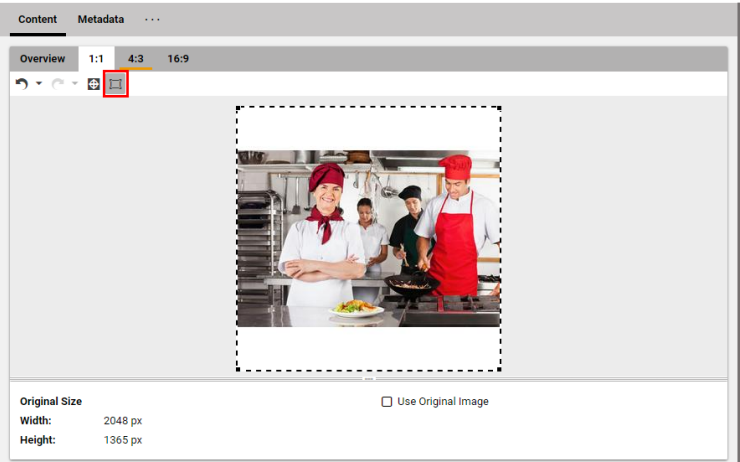 Content Metadata ...
Overview 1:1 4:3 16:9
Original Size
Use Original Image
Width: 2048 px
Height: 1365 px